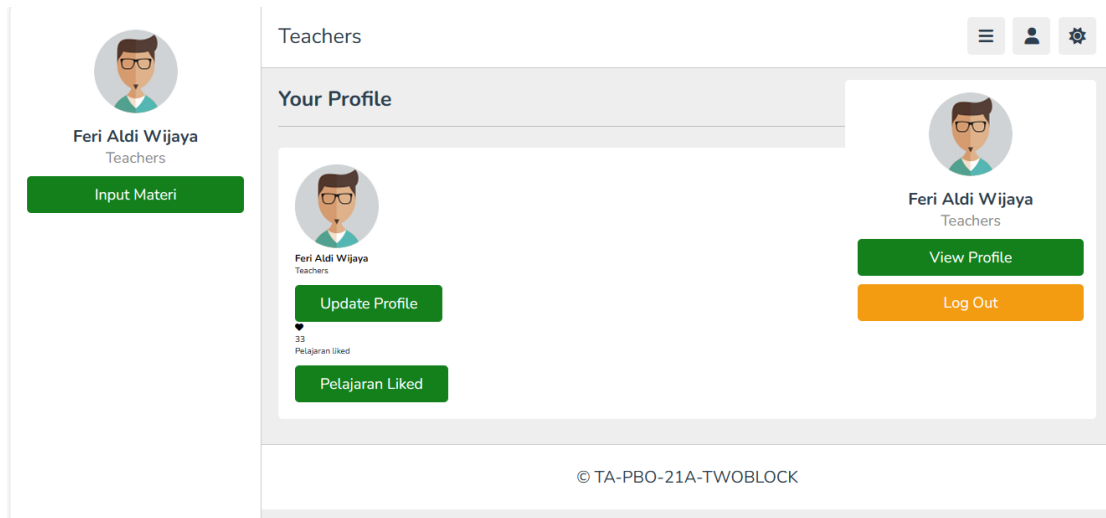 Feri Aldi Wijaya
Teachers
Input Materi
Teachers
Your Profile
Feri Aldi Wijaya
Teachers
Update Profile
33
Pelajaran liked
Pelajaran Liked
Feri Aldi Wijaya
Teachers
View Profile
Log Out
© TA-PBO-21A-TWOBLOCK